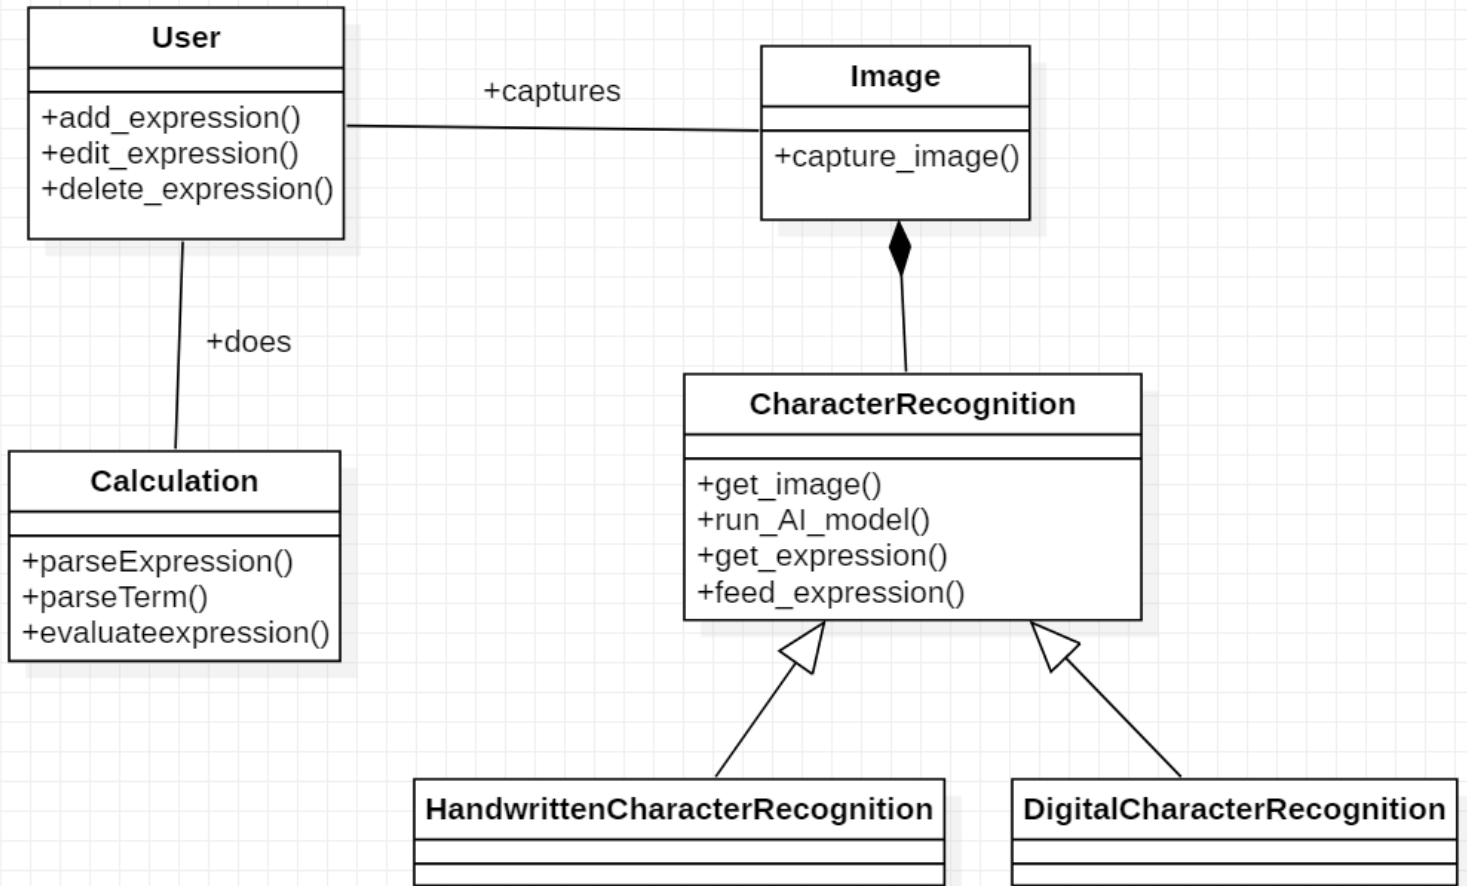 User
+add_expression()
+edit_expression()
+delete_expression()
+captures
Image
+capture_image()
+does
Calculation
+parseExpression()
+parseTerm()
+evaluateexpression()
CharacterRecognition
+get_image()
+run_AI_model()
+get_expression()
+feed_expression()
HandwrittenCharacterRecognition
DigitalCharacterRecognition